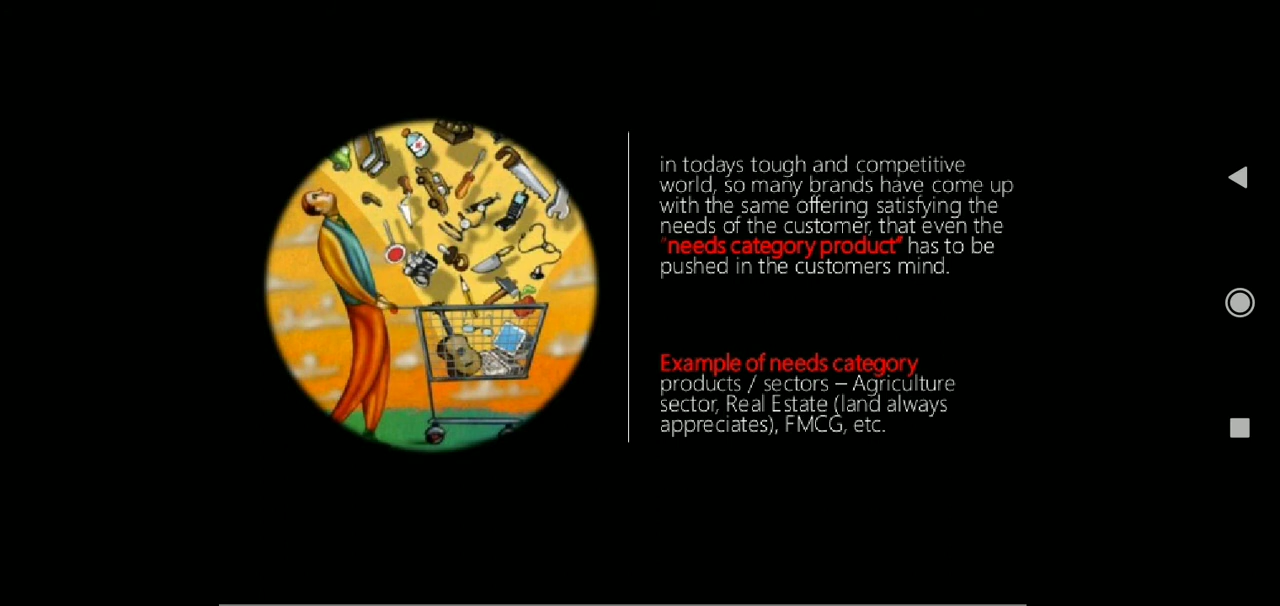 in todays tough and competitive
world, so many brands have come up
with the same offering satisfying the
needs of the customer, that even the
"needs category product" has to be
pushed in the customers mind.
Example of needs category
products / sectors – Agriculture
sector, Real Estate (land always
appreciates), FMCG, etc.